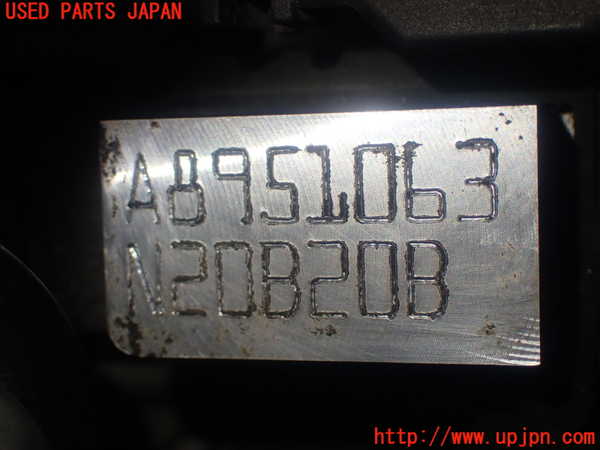 USED PARTS JAPAN
A8951063
N20B20B
http://www.upjpn.com/